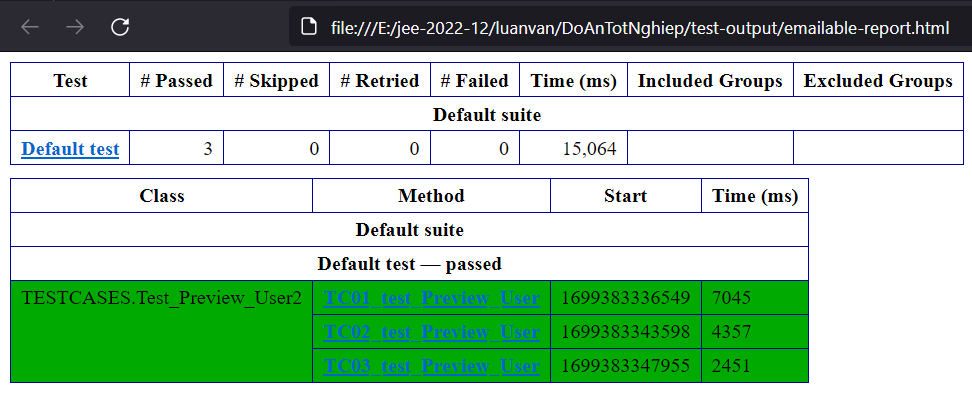 file:///E:/jee-2022-12/luanvan/DoAnTotNghiep/test-output/emailable-report.html
Test # Passed # Skipped # Retried # Failed Time (ms) Included Groups Excluded Groups
Default suite
Default test 3 0 0 0 15,064
Class Method Start Time (ms)
Default suite
Default test — passed
TESTCASES.Test_Preview_User2 TC01_test_Preview_User 1699383336549 7045
TC02_test_Preview_User 1699383343598 4357
TC03_test_Preview_User 1699383347955 2451